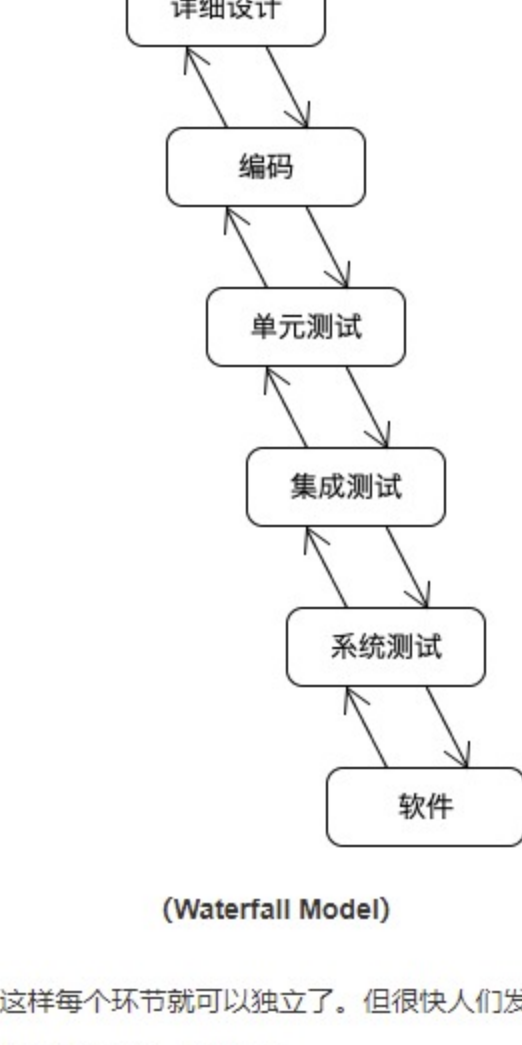 详细设计
编码
单元测试
集成测试
系统测试
软件
(Waterfall Model)
这样每个环节就可以独立了。但很快人们发